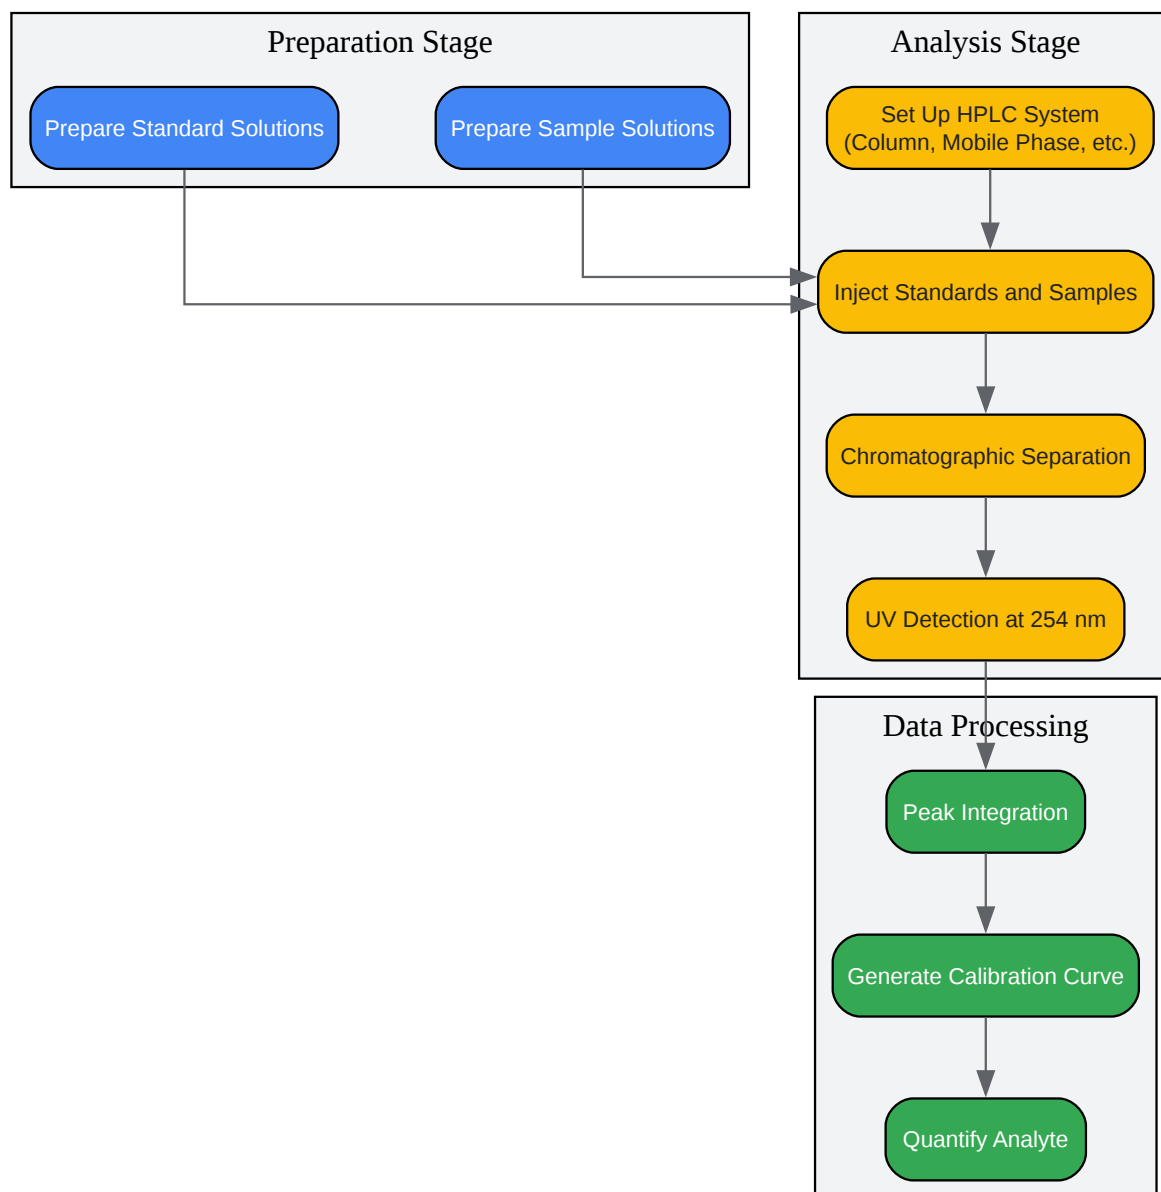 Preparation Stage
Prepare Standard Solutions
Prepare Sample Solutions
Analysis Stage
Set Up HPLC System
(Column, Mobile Phase, etc.)
Inject Standards and Samples
Chromatographic Separation
UV Detection at 254 nm
Data Processing
Peak Integration
Generate Calibration Curve
Quantify Analyte